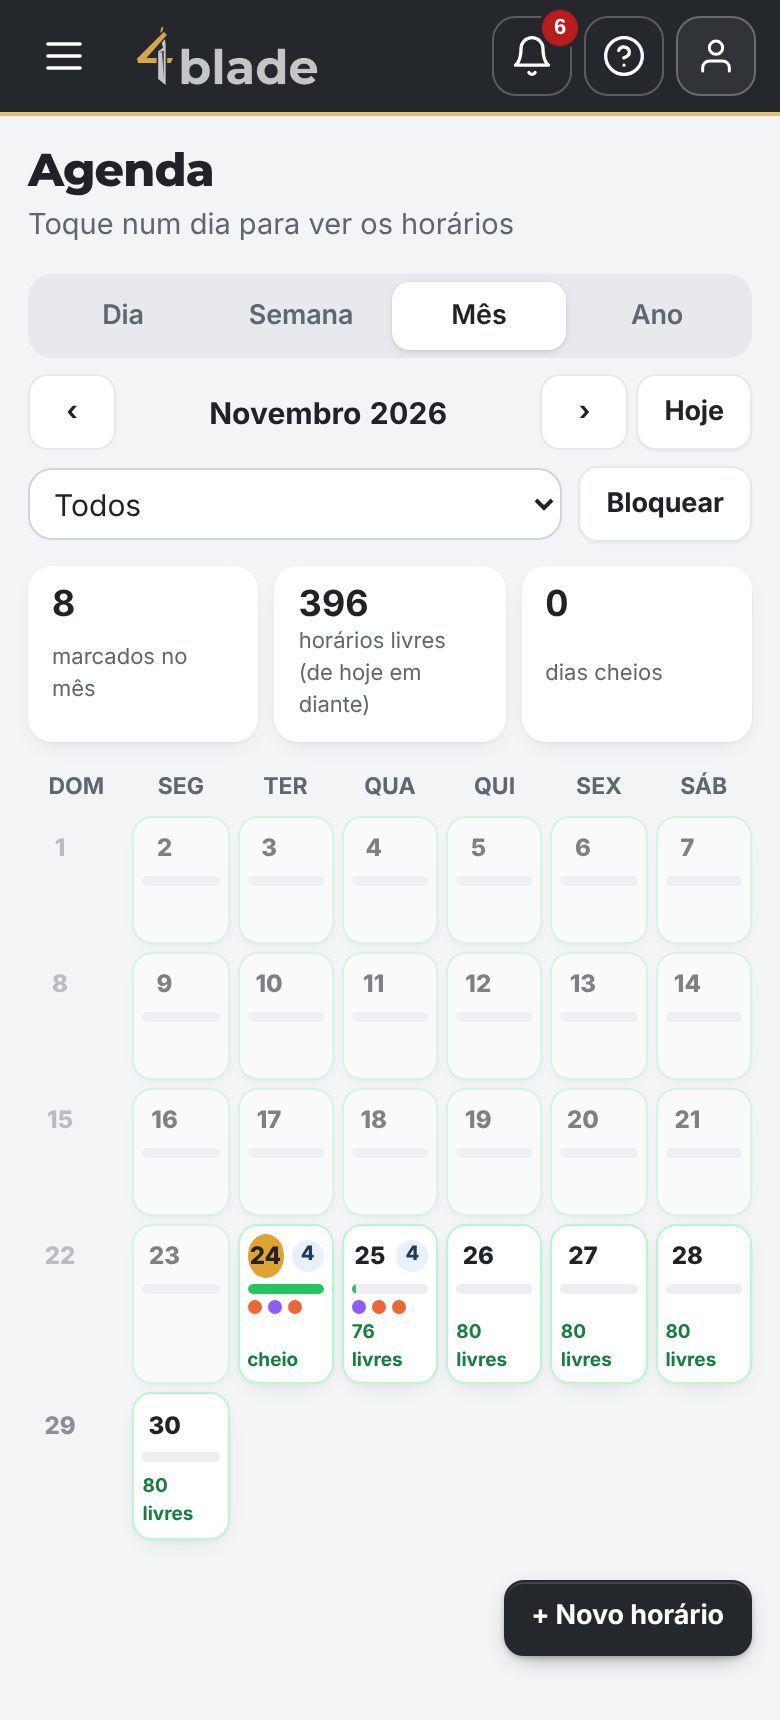 6
4blade
Agenda
Toque num dia para ver os horários
Dia Semana Mês Ano
‹ Novembro 2026 › Hoje
Todos Bloquear
8 396 0
marcados no mês
horários livres (de hoje em diante)
dias cheios
DOM SEG TER QUA QUI SEX SÁB
1 2 3 4 5 6 7
8 9 10 11 12 13 14
15 16 17 18 19 20 21
22 23 24 4 25 4 26 27 28
cheio
76 livres
80 livres
80 livres
80 livres
29 30
80 livres
+ Novo horário